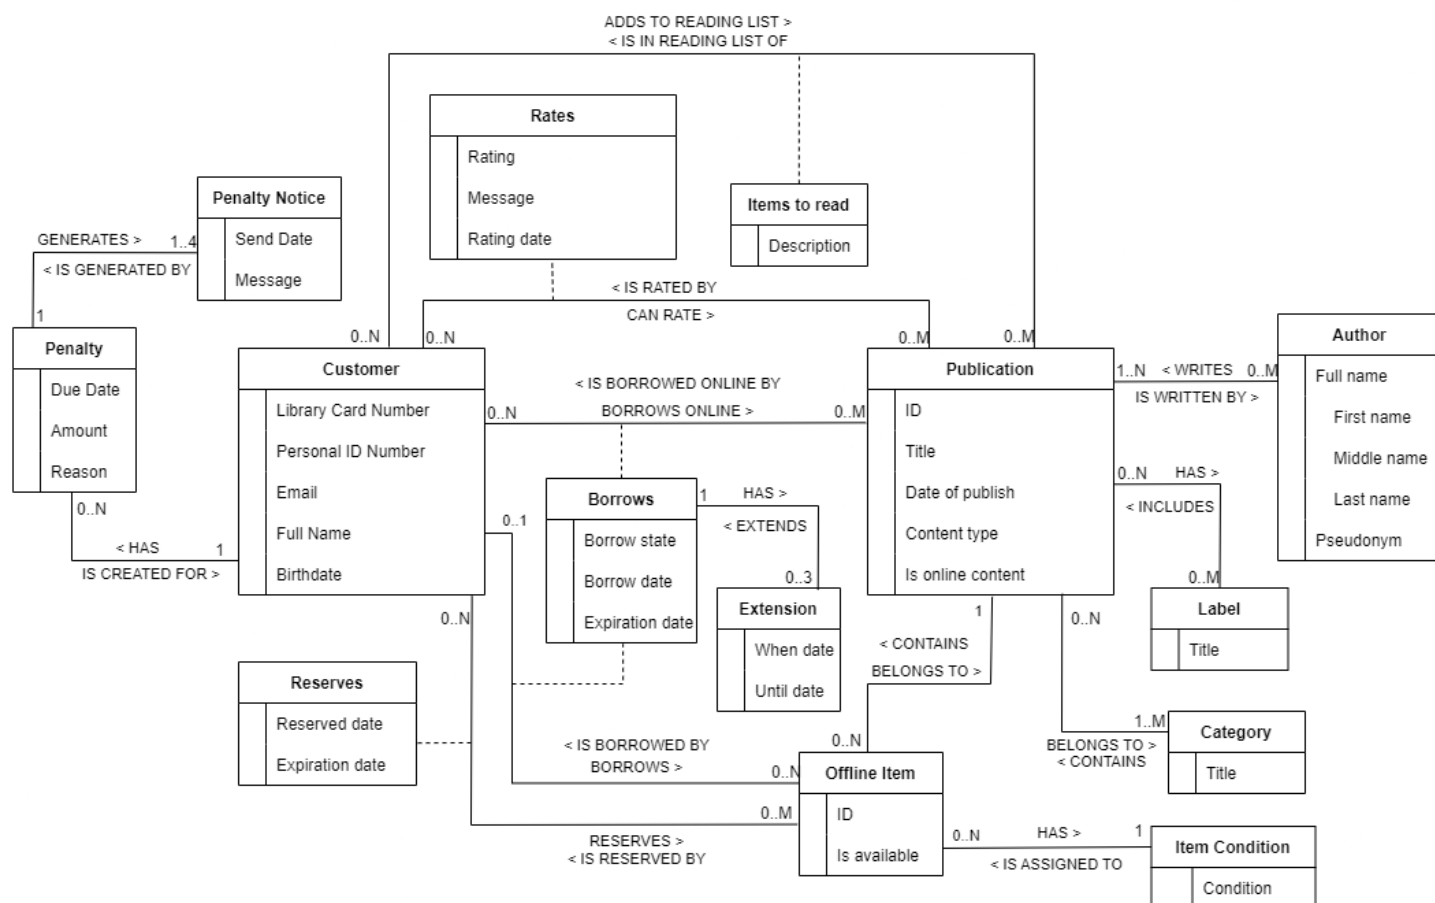 ADDS TO READING LIST >
< IS IN READING LIST OF
Rates
Rating
Message
Rating date
Penalty Notice
Send Date
Message
Items to read
Description
GENERATES >
1..4
< IS GENERATED BY
< IS RATED BY
CAN RATE >
1
0..N
0..N
0..M
0..M
Penalty
Due Date
Amount
Reason
Customer
Library Card Number
Personal ID Number
Email
Full Name
Birthdate
< IS BORROWED ONLINE BY
0..N
BORROWS ONLINE >
0..M
Publication
ID
Title
Date of publish
Content type
Is online content
1..N
< WRITES
0..M
IS WRITTEN BY >
Author
Full name
First name
Middle name
Last name
Pseudonym
0..N
HAS >
< INCLUDES
0..M
Label
Title
0..N
< HAS
1
IS CREATED FOR >
0..1
Borrows
Borrow state
Borrow date
Expiration date
1
HAS >
< EXTENDS
0..3
Extension
When date
Until date
0..N
1
< CONTAINS
BELONGS TO >
0..N
0..N
1..M
BELONGS TO >
< CONTAINS
Category
Title
Reserves
Reserved date
Expiration date
< IS BORROWED BY
BORROWS >
0..N
Offline Item
ID
Is available
0..M
RESERVES >
< IS RESERVED BY
0..N
HAS >
1
< IS ASSIGNED TO
Item Condition
Condition